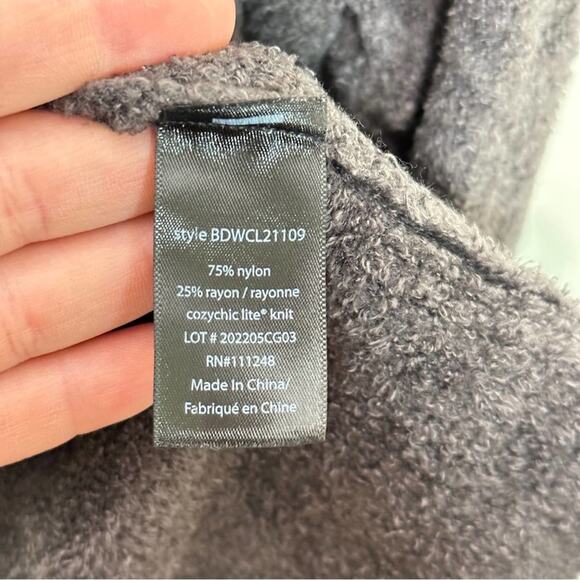 style BDWCL21109
75% nylon
25% rayon / rayonne
cozychic lite® knit
LOT # 202205CG03
RN#111248
Made In China/
Fabriqué en Chine